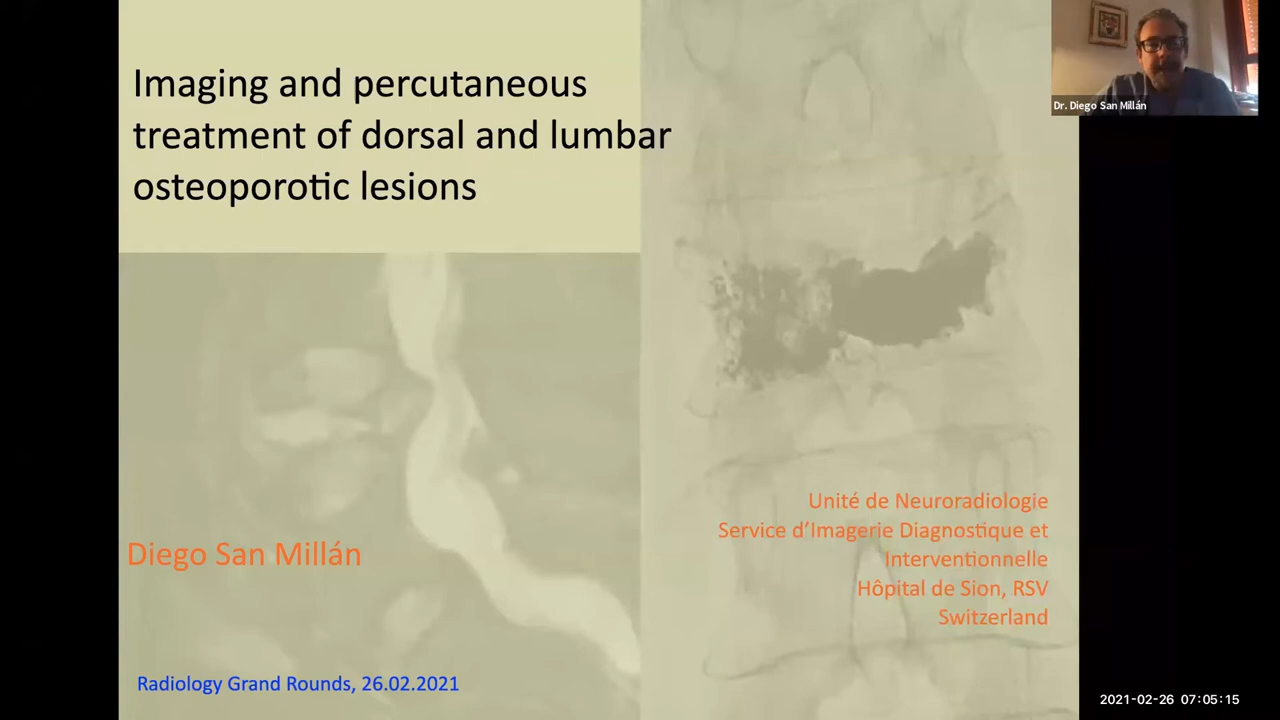 Imaging and percutaneous
treatment of dorsal and lumbar
osteoporotic lesions
Dr. Diego San Millán
Unité de Neuroradiologie
Service d’Imagerie Diagnostique et
Interventionnelle
Hôpital de Sion, RSV
Switzerland
Diego San Millán
Radiology Grand Rounds, 26.02.2021
2021-02-26 07:05:15